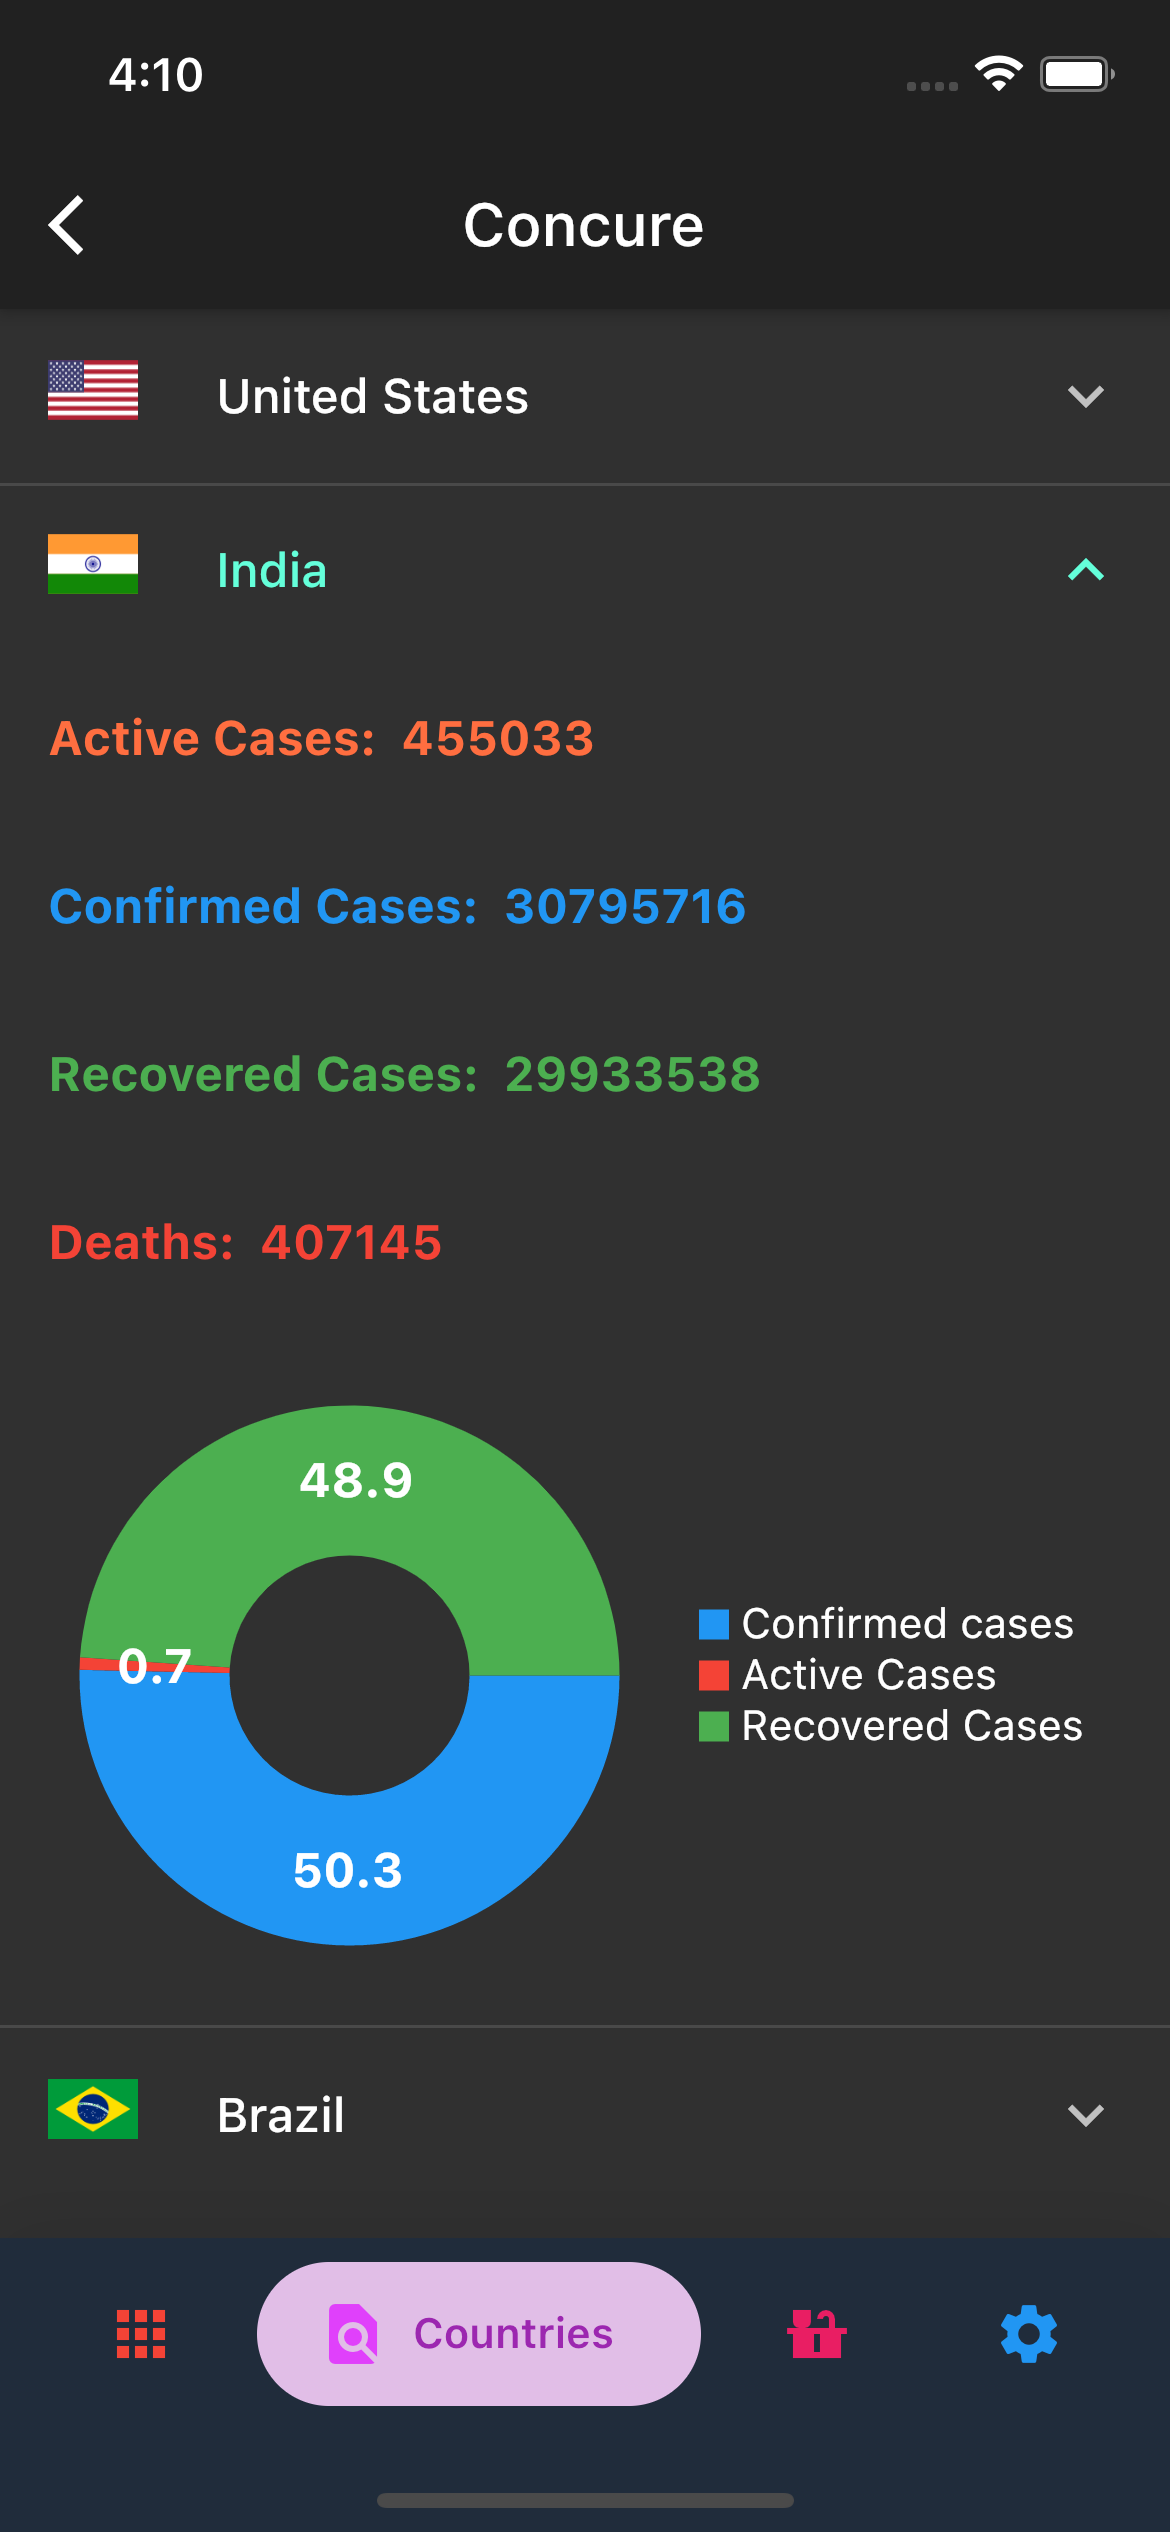 4:10
Concure
United States
India
Active Cases: 455033
Confirmed Cases: 30795716
Recovered Cases: 29933538
Deaths: 407145
48.9
0.7
50.3
Confirmed cases
Active Cases
Recovered Cases
Brazil
Countries